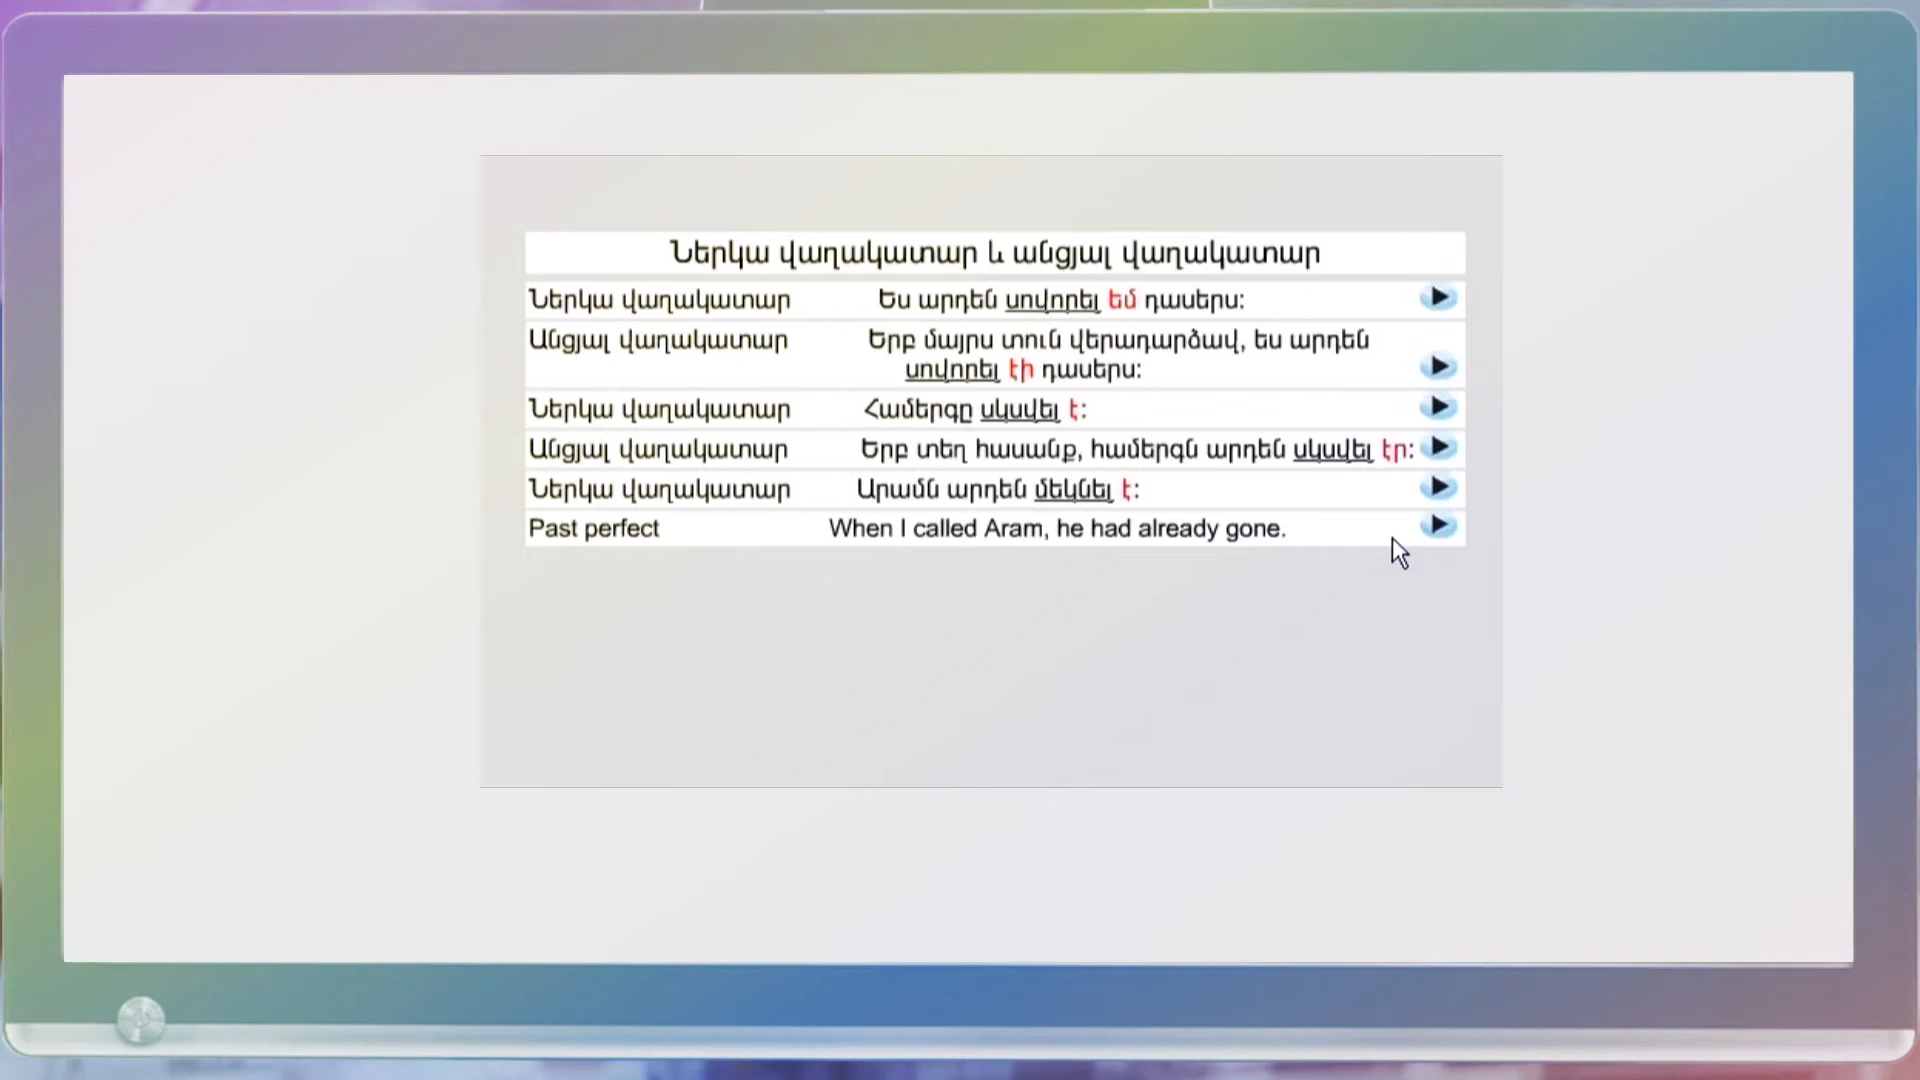 Ներկա վաղակատար և անցյալ վաղակատար
Ներկա վաղակատար Ես արդեն սովորել եմ դասերս:
Անցյալ վաղակատար Երբ մայրս տուն վերադարձավ, ես արդեն
սովորել էի դասերս:
Ներկա վաղակատար Համերգը սկսվել է:
Անցյալ վաղակատար Երբ տեղ հասանք, համերգն արդեն սկսվել էր:
Ներկա վաղակատար Արամն արդեն մեկնել է:
Past perfect When I called Aram, he had already gone.